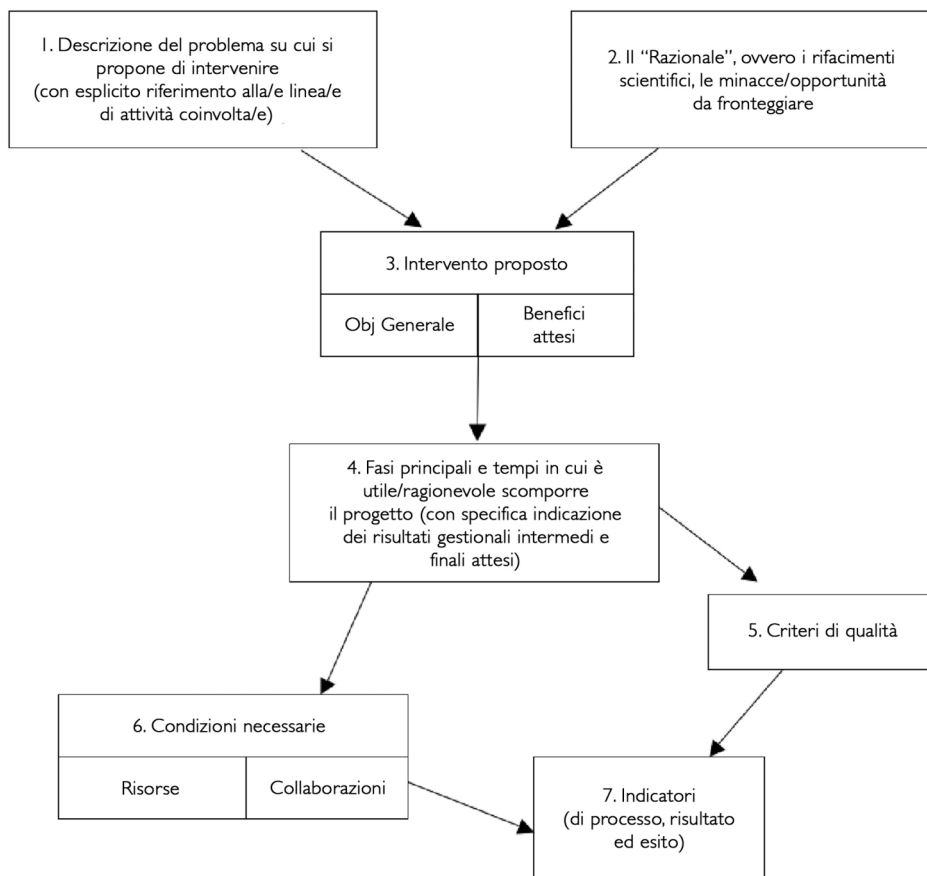 1. Descrizione del problema su cui si
propone di intervenire
(con esplicito riferimento alla/e linea/e
di attività coinvolta/e)
2. Il “Razionale”, ovvero i rifacimenti
scientifici, le minacce/opportunità
da fronteggiare
3. Intervento proposto
Obj Generale
Benefici
attesi
4. Fasi principali e tempi in cui è
utile/ragionevole scomporre
il progetto (con specifica indicazione
dei risultati gestionali intermedi e
finali attesi)
5. Criteri di qualità
6. Condizioni necessarie
Risorse
Collaborazioni
7. Indicatori
(di processo, risultato
ed esito)